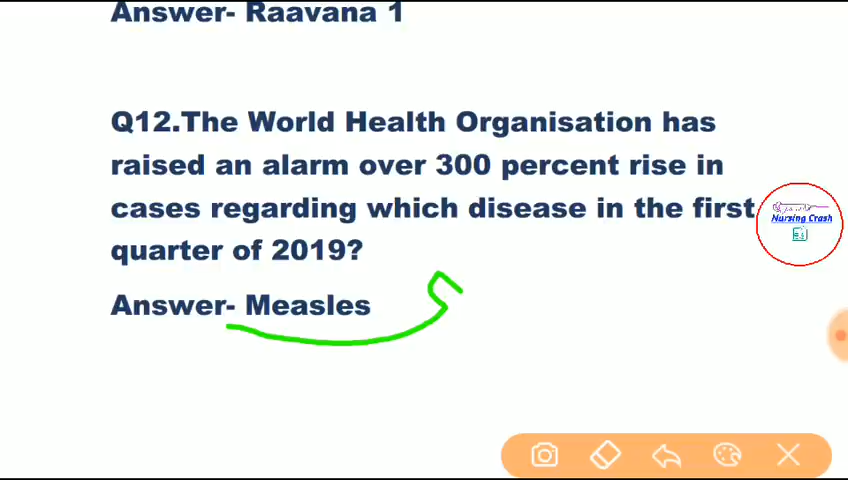 Answer- Raavana 1
Q12.The World Health Organisation has
raised an alarm over 300 percent rise in
cases regarding which disease in the first
quarter of 2019?
Answer- Measles
Nursing Crash